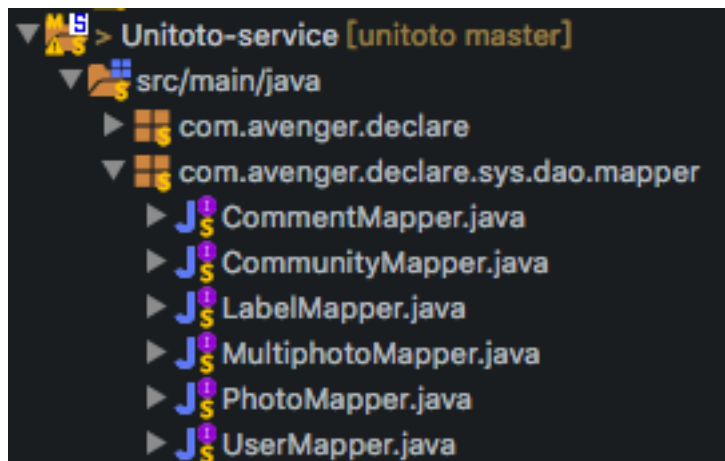 > Unitoto-service [unitoto master]
src/main/java
com.avenger.declare
com.avenger.declare.sys.dao.mapper
CommentMapper.java
CommunityMapper.java
LabelMapper.java
MultiphotoMapper.java
PhotoMapper.java
UserMapper.java